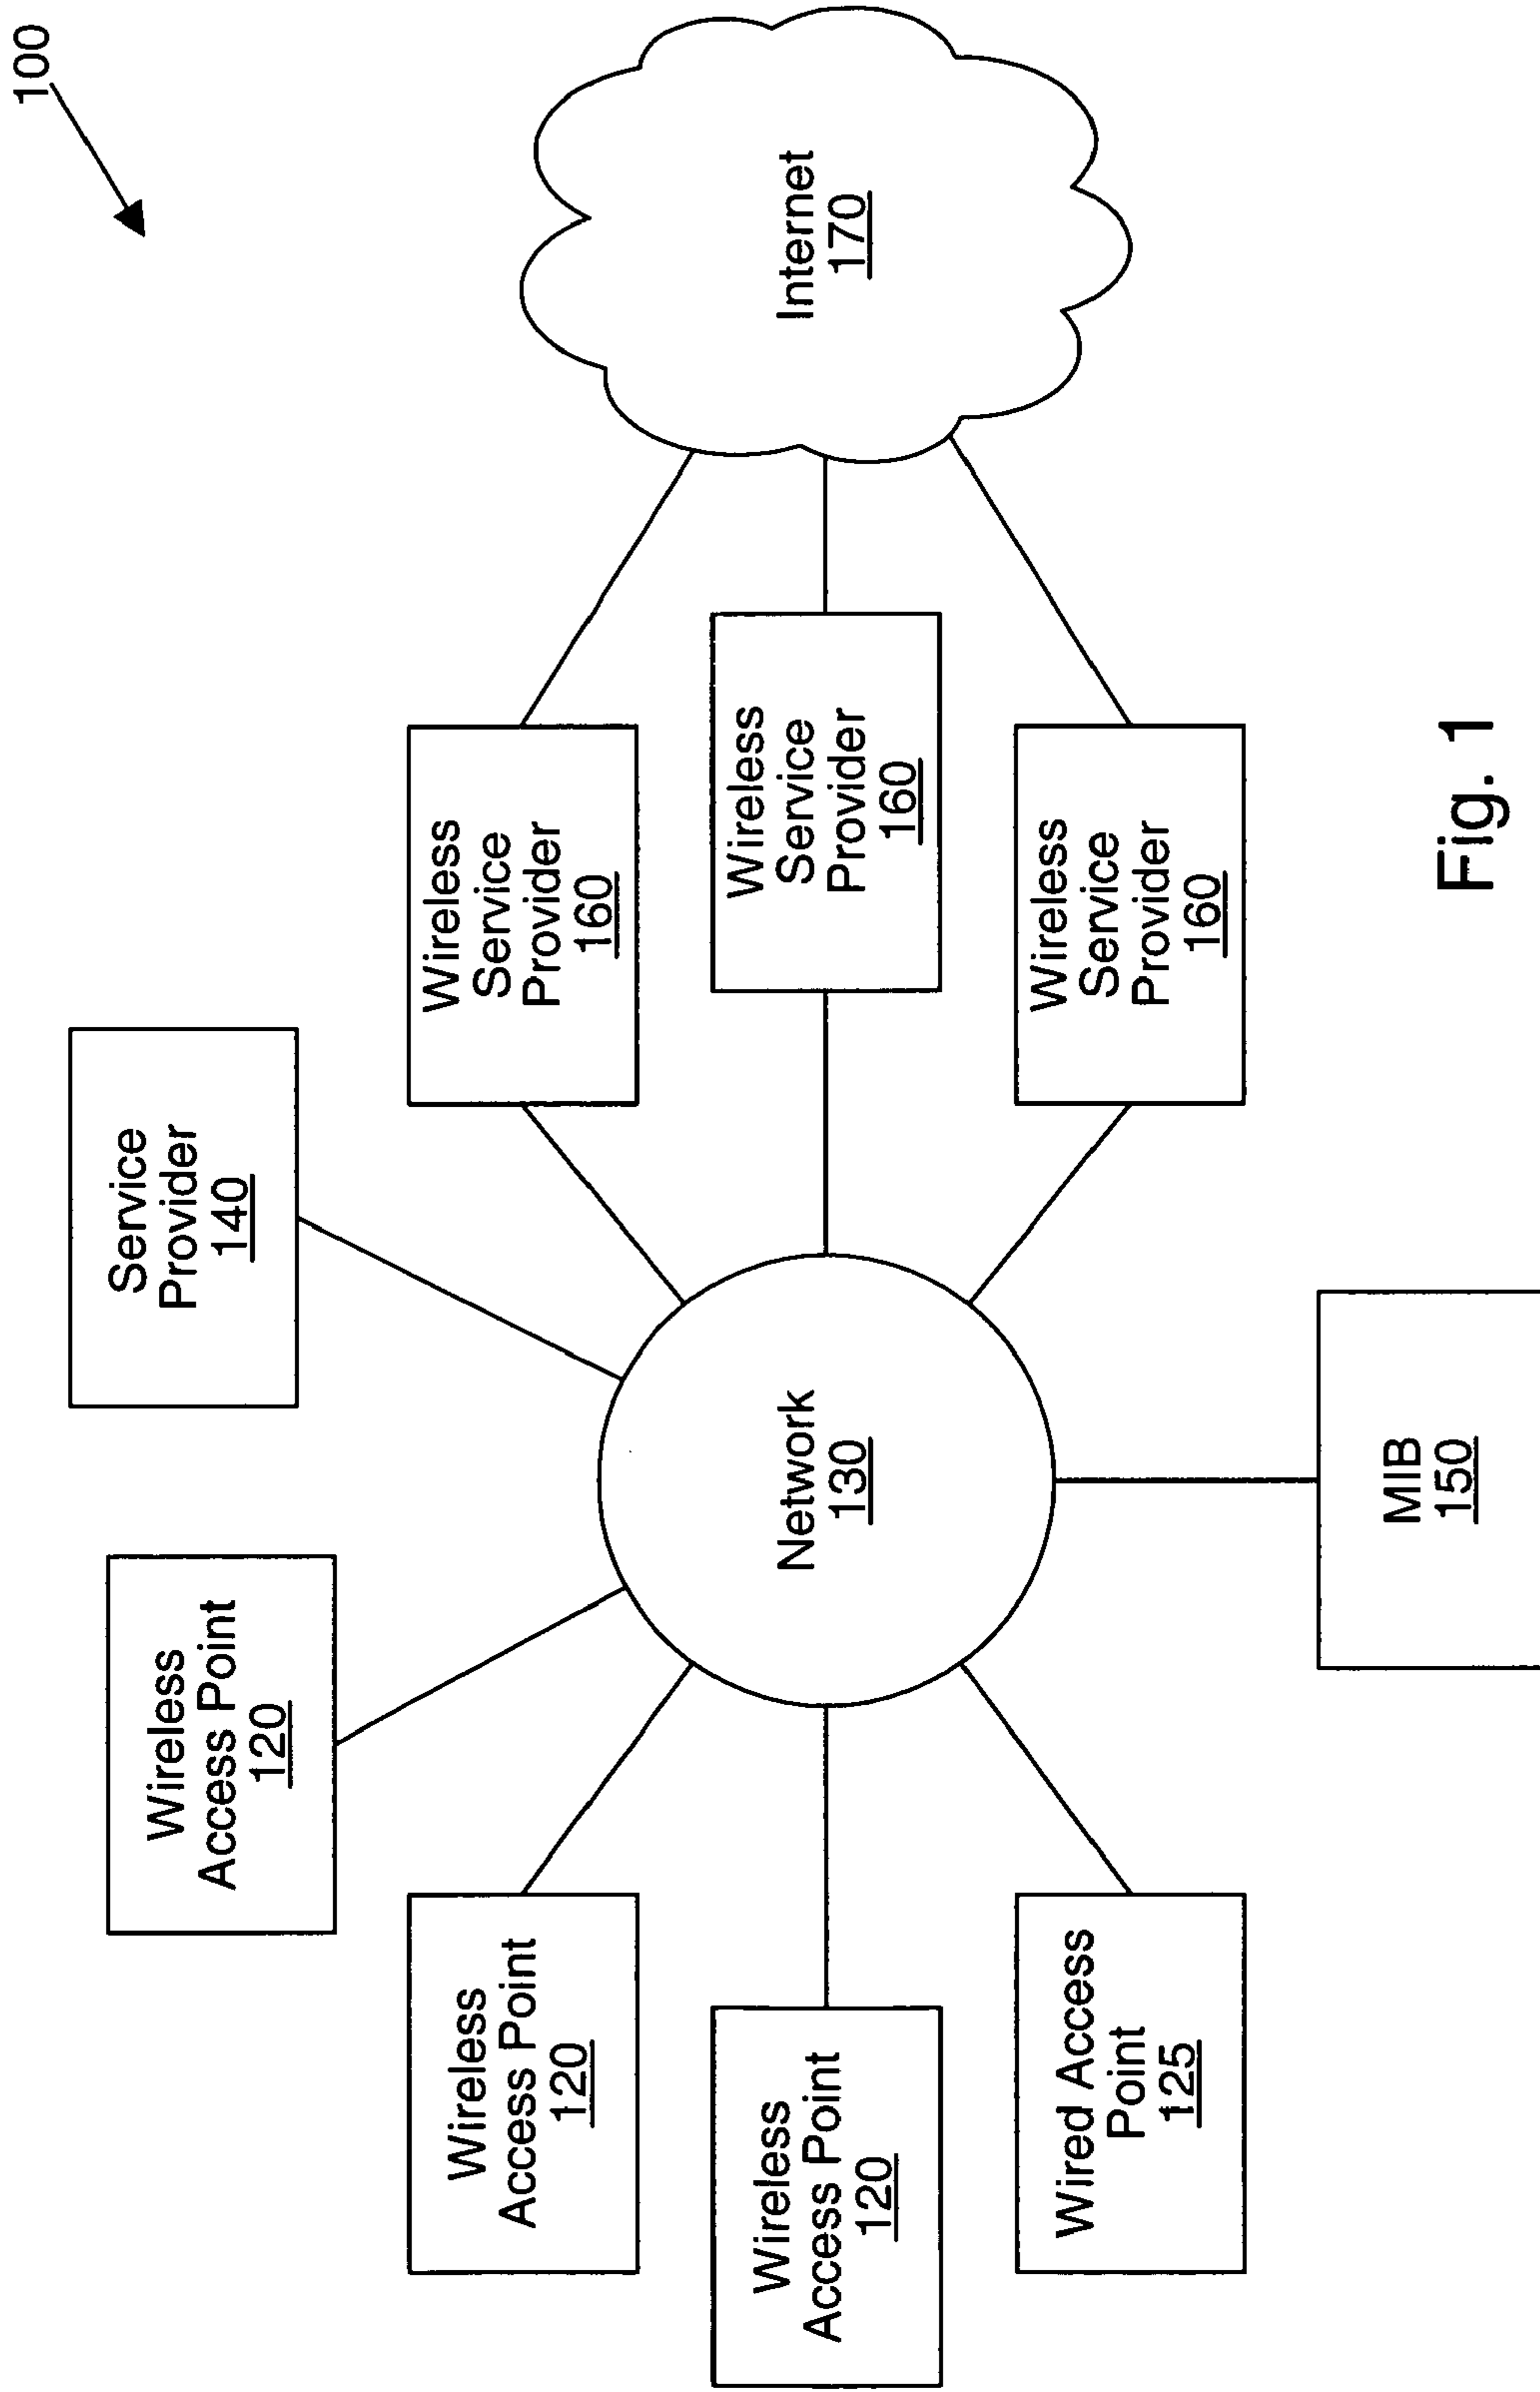 100
Service
Provider
140
Wireless
Access Point
120
Wireless
Access Point
120
Wireless
Service
Provider
160
Wireless
Access Point
120
Network
130
Wireless
Service
Provider
160
Internet
170
Wired Access
Point
125
Wireless
Service
Provider
160
MIB
150
Fig. 1